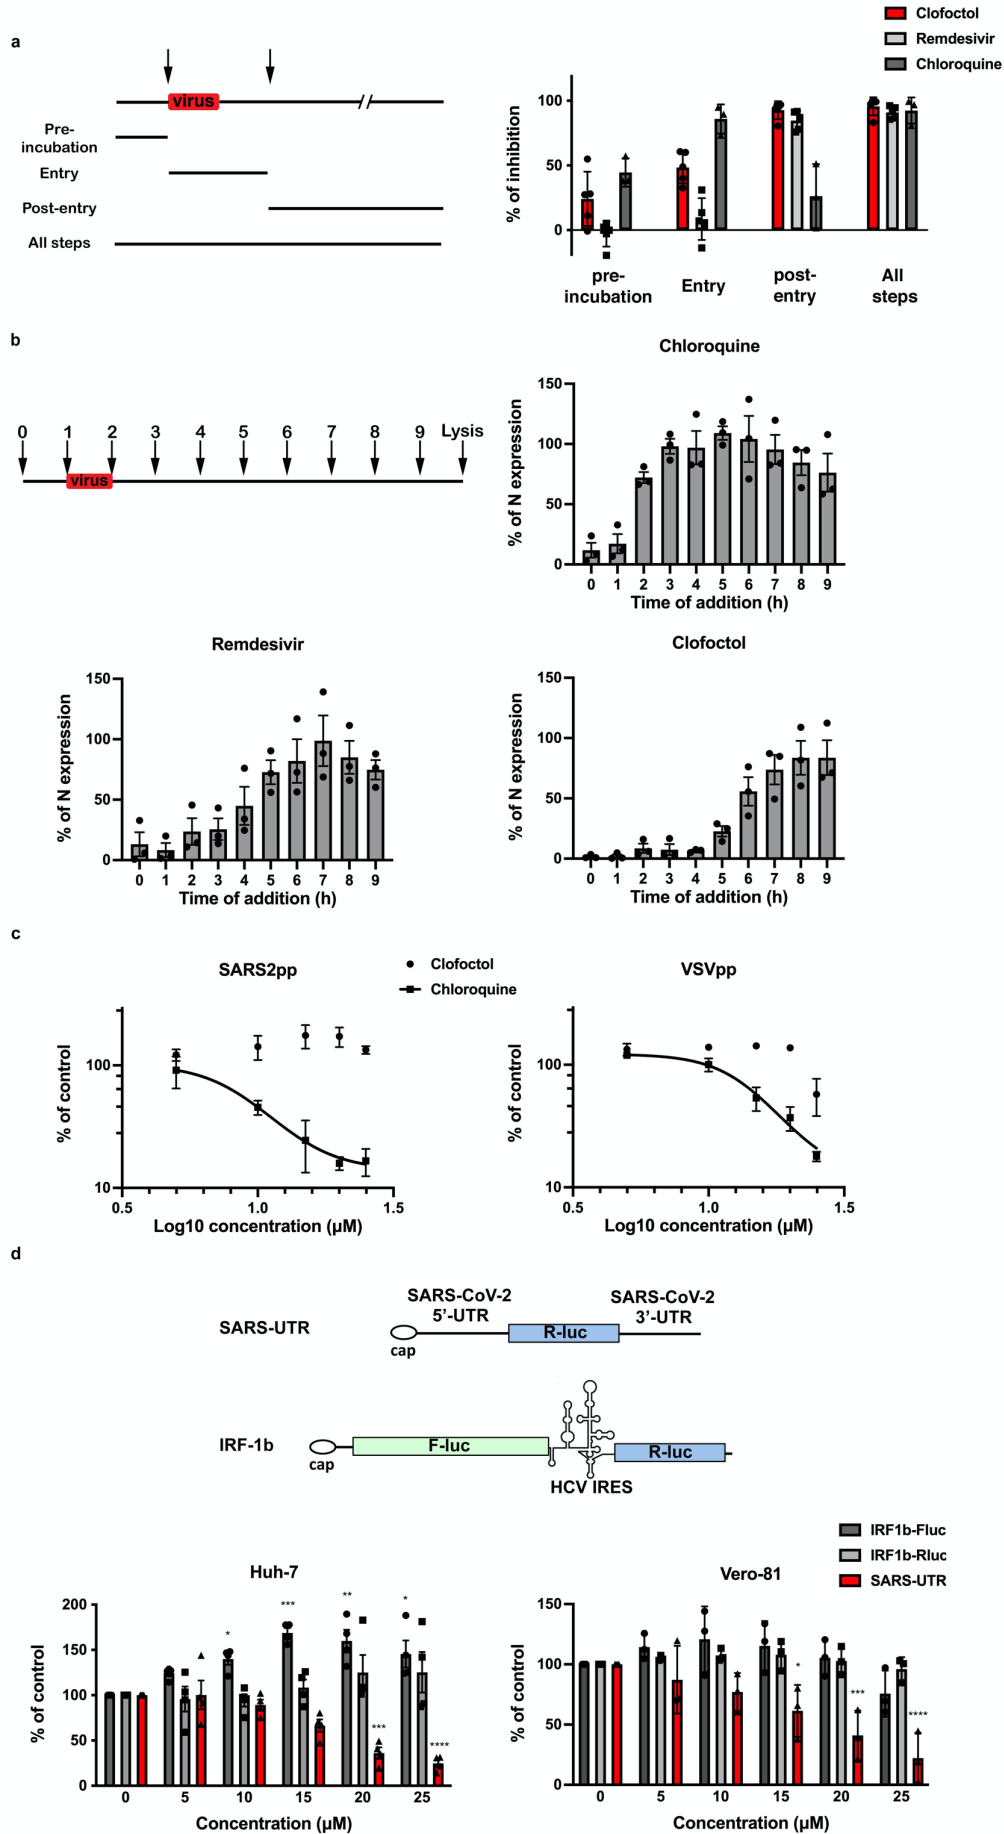 a
virus
Pre-
incubation
Entry
Post-entry
All steps
Clofoctol
Remdesivir
Chloroquine
% of inhibition
100
50
0
pre-
incubation
Entry
post-
entry
All
steps
b
0 1 2 3 4 5 6 7 8 9 Lysis
virus
Chloroquine
% of N expression
150
100
50
0
0 1 2 3 4 5 6 7 8 9
Time of addition (h)
Remdesivir
% of N expression
150
100
50
0
0 1 2 3 4 5 6 7 8 9
Time of addition (h)
Clofoctol
% of N expression
150
100
50
0
0 1 2 3 4 5 6 7 8 9
Time of addition (h)
c
SARS2pp
Clofoctol
Chloroquine
% of control
100
10
0.5 1.0 1.5
Log10 concentration (µM)
VSVpp
% of control
100
10
0.5 1.0 1.5
Log10 concentration (µM)
d
SARS-UTR
SARS-CoV-2
5'-UTR
R-luc
SARS-CoV-2
3'-UTR
cap
IRF-1b
F-luc
R-luc
cap
HCV IRES
IRF1b-Fluc
IRF1b-Rluc
SARS-UTR
Huh-7
% of control
200
150
100
50
0
* *** ** *** * ****
0 5 10 15 20 25
Concentration (µM)
Vero-81
% of control
150
100
50
0
* *** ****
0 5 10 15 20 25
Concentration (µM)